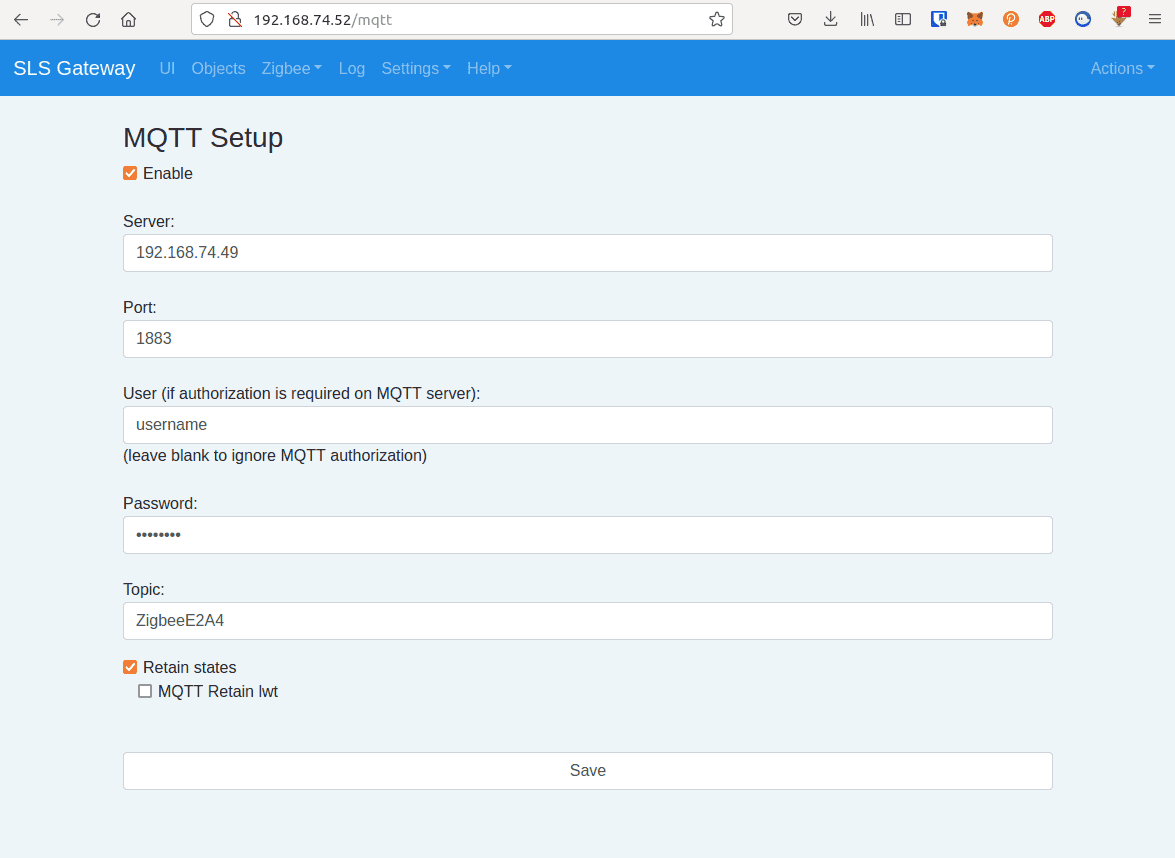 192.168.74.52/mqtt
ABP
?
SLS Gateway UI Objects Zigbee Log Settings Help Actions
MQTT Setup
Enable
Server:
192.168.74.49
Port:
1883
User (if authorization is required on MQTT server):
username
(leave blank to ignore MQTT authorization)
Password:
••••••••
Topic:
ZigbeeE2A4
Retain states
MQTT Retain lwt
Save